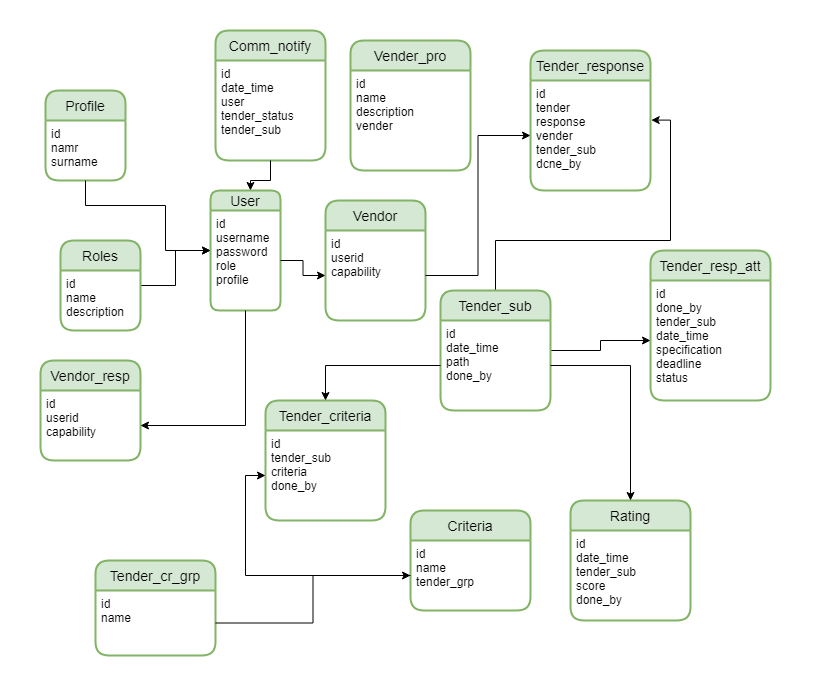 Comm_notify
id
date_time
user
tender_status
tender_sub
Vender_pro
id
name
description
vender
Tender_response
id
tender
response
vender
tender_sub
dcne_by
Profile
id
namr
surname
User
id
username
password
role
profile
Vendor
id
userid
capability
Roles
id
name
description
Tender_resp_att
id
done_by
tender_sub
date_time
specification
deadline
status
Tender_sub
id
date_time
path
done_by
Vendor_resp
id
userid
capability
Tender_criteria
id
tender_sub
criteria
done_by
Criteria
id
name
tender_grp
Rating
id
date_time
tender_sub
score
done_by
Tender_cr_grp
id
name